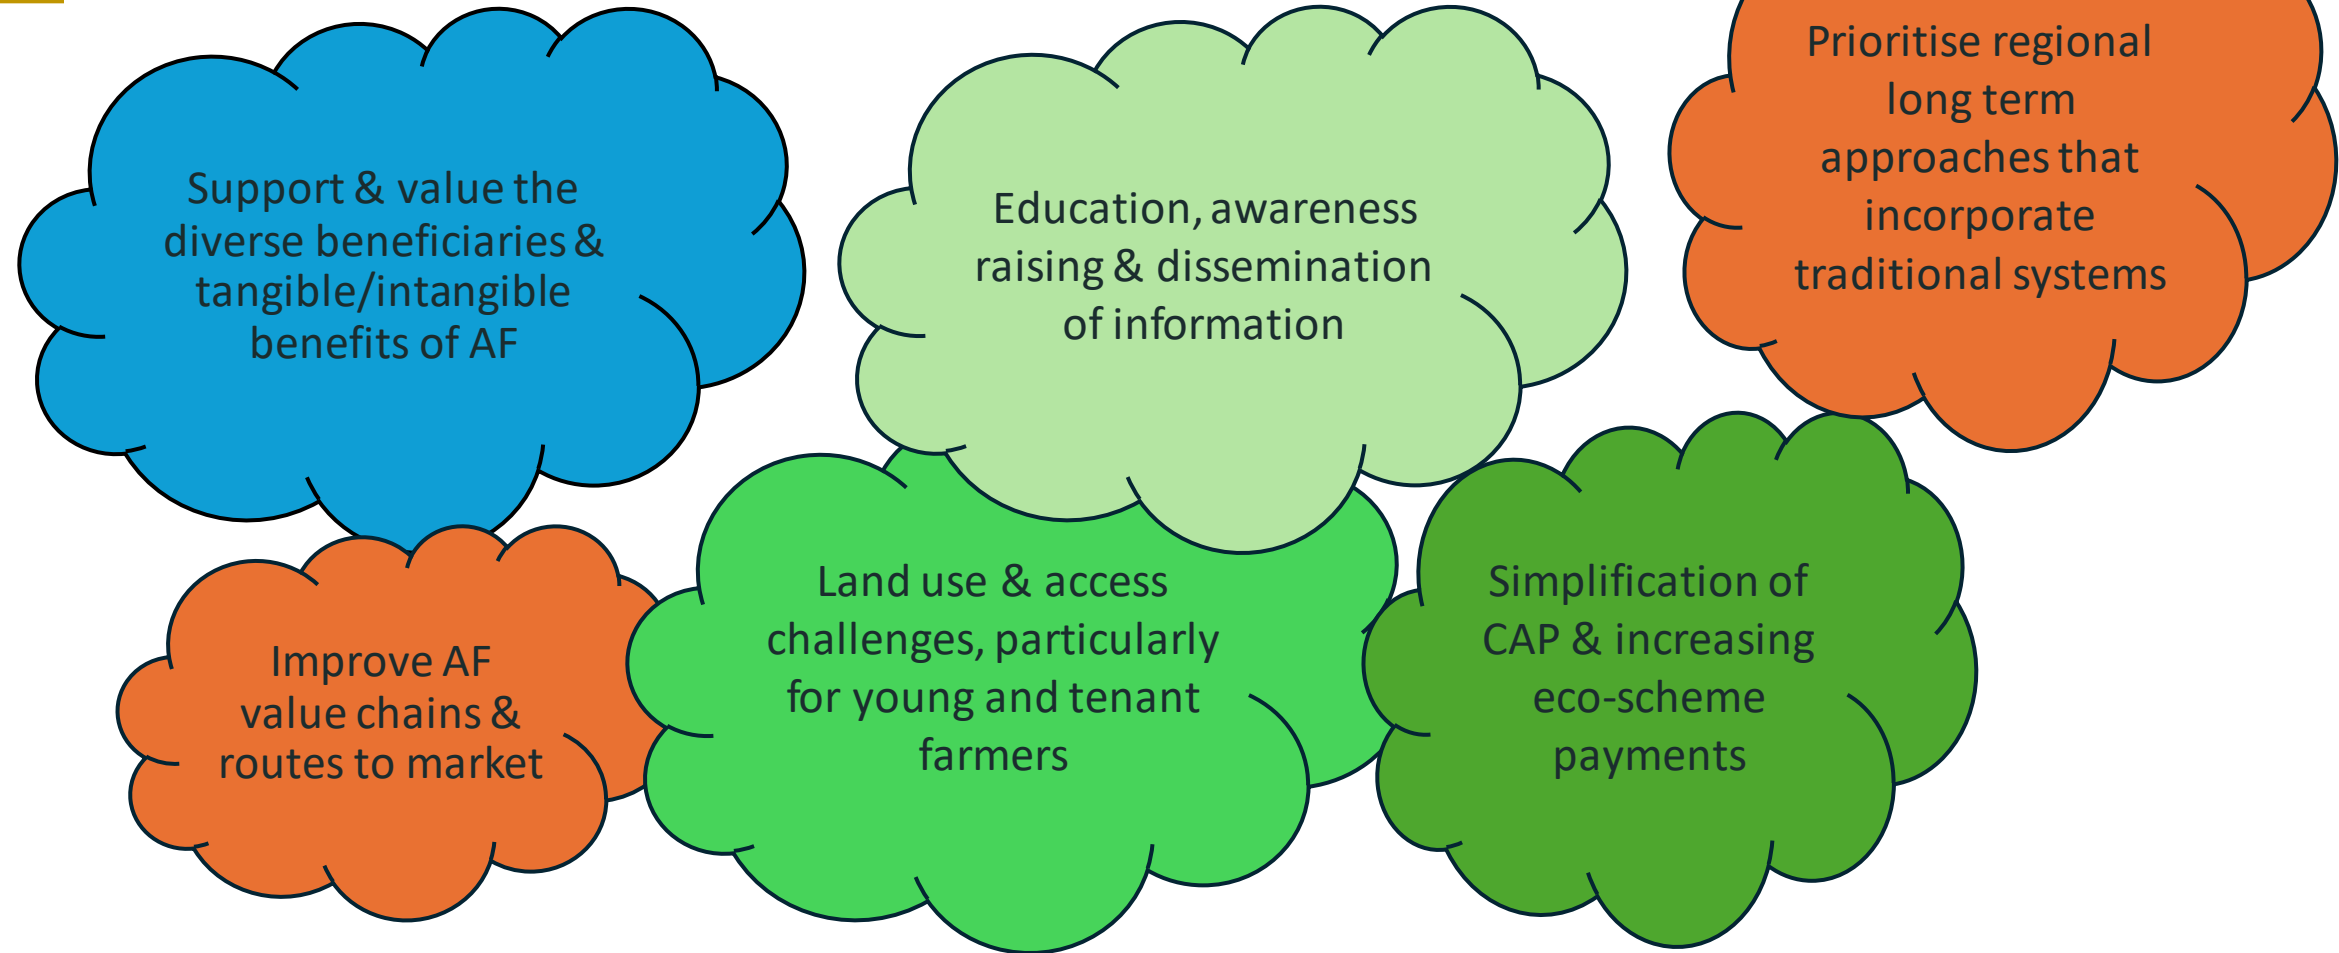 Support & value the
diverse beneficiaries &
tangible/intangible
benefits of AF
Education, awareness
raising & dissemination
of information
Prioritise regional
long term
approaches that
incorporate
traditional systems
Improve AF
value chains &
routes to market
Land use & access
challenges, particularly
for young and tenant
farmers
Simplification of
CAP & increasing
eco-scheme
payments